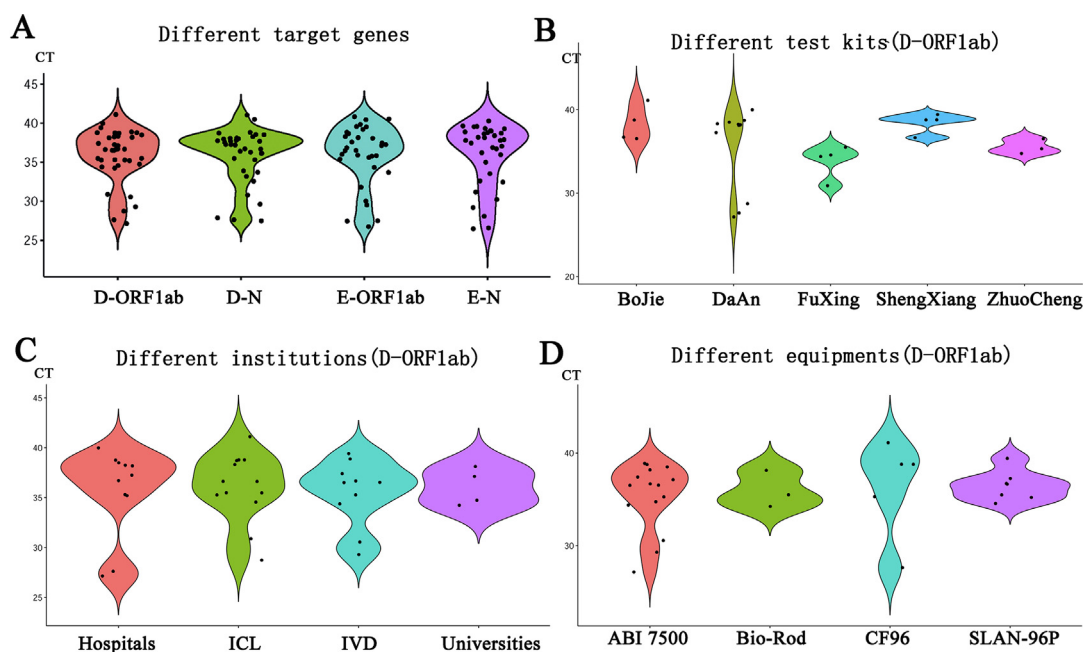 A
Different target genes
CT
45
40
35
30
25
D-ORF1ab D-N E-ORF1ab E-N
B
Different test kits(D-ORF1ab)
CT
40
30
20
BoJie DaAn FuXing ShengXiang ZhuoCheng
C
Different institutions(D-ORF1ab)
CT
45
40
35
30
25
Hospitals ICL IVD Universities
D
Different equipments(D-ORF1ab)
CT
40
30
ABI 7500 Bio-Rod CF96 SLAN-96P